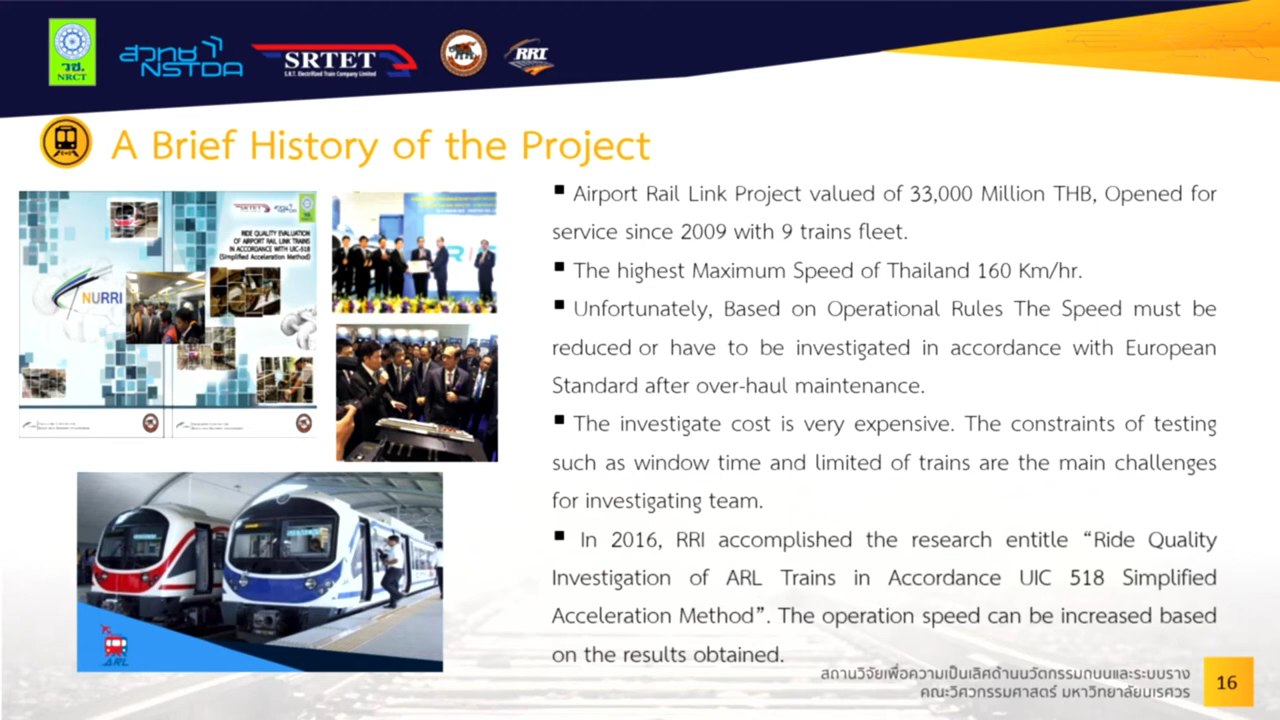 วช.
NRCT
สวทช
NSTDA
SRTET
S.R.T. Electrified Train Company Limited
RRI
A Brief History of the Project
SRTET
สวทช
NSTDA
RIDE QUALITY EVALUATION
OF AIRPORT RAIL LINK TRAINS
IN ACCORDANCE WITH UIC-518
(Simplified Acceleration Method)
NURRI
ARL
▪ Airport Rail Link Project valued of 33,000 Million THB, Opened for
service since 2009 with 9 trains fleet.
▪ The highest Maximum Speed of Thailand 160 Km/hr.
▪ Unfortunately, Based on Operational Rules The Speed must be
reduced or have to be investigated in accordance with European
Standard after over-haul maintenance.
▪ The investigate cost is very expensive. The constraints of testing
such as window time and limited of trains are the main challenges
for investigating team.
▪ In 2016, RRI accomplished the research entitle “Ride Quality
Investigation of ARL Trains in Accordance UIC 518 Simplified
Acceleration Method”. The operation speed can be increased based
on the results obtained.
สถานวิจัยเพื่อความเป็นเลิศด้านนวัตกรรมถนนและระบบราง
คณะวิศวกรรมศาสตร์ มหาวิทยาลัยนเรศวร
16